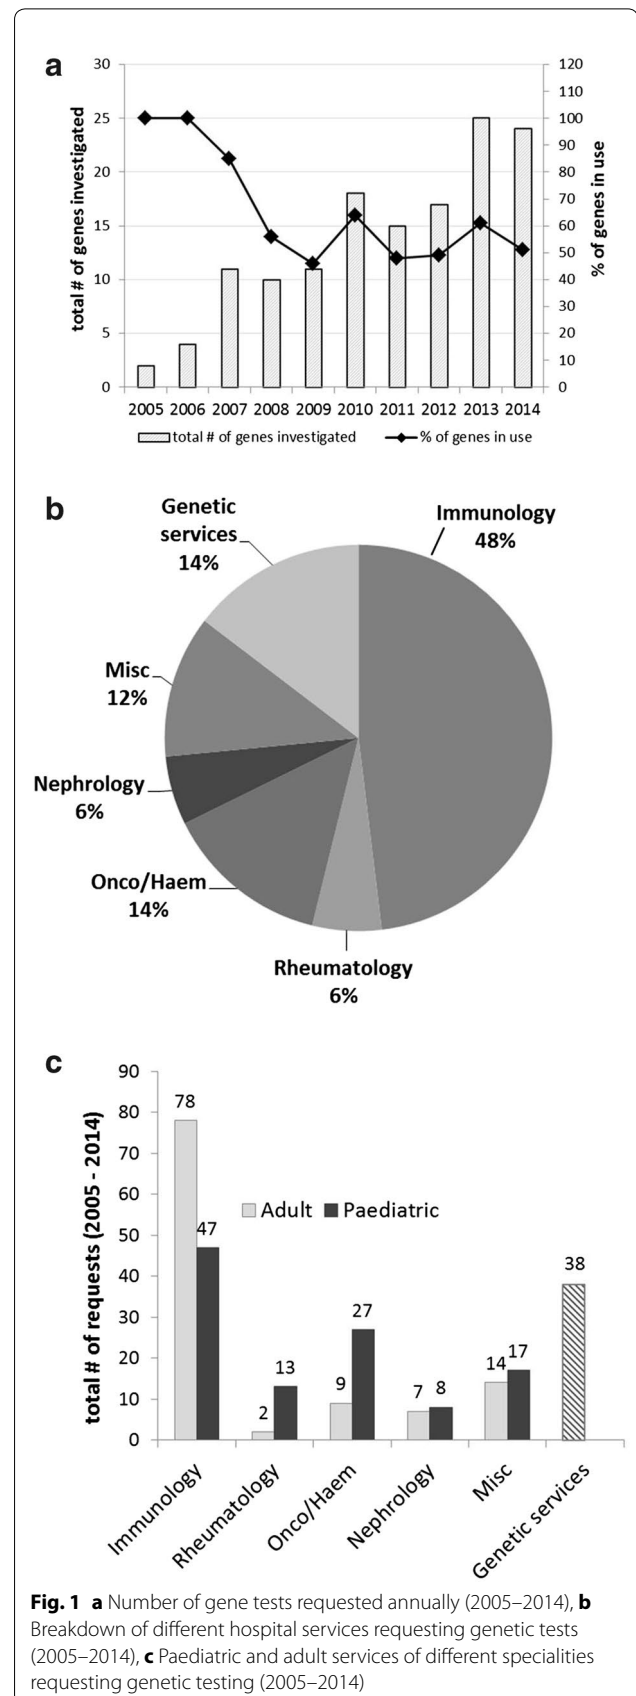 a
30
25
20
15
10
5
0
total # of genes investigated
120
110
100
90
80
70
60
50
40
30
20
10
0
% of genes in use
2005 2006 2007 2008 2009 2010 2011 2012 2013 2014
total # of genes investigated % of genes in use
b
Genetic
services
14%
Immunology
48%
Misc
12%
Nephrology
6%
Onco/Haem
14%
Rheumatology
6%
c
total # of requests (2005 - 2014)
90
80
70
60
50
40
30
20
10
0
Adult Paediatric
78
47
2
13
9
27
7
8
14
17
38
Immunology
Rheumatology
Onco/Haem
Nephrology
Misc
Genetic services
Fig. 1 a Number of gene tests requested annually (2005–2014), b
Breakdown of different hospital services requesting genetic tests
(2005–2014), c Paediatric and adult services of different specialities
requesting genetic testing (2005–2014)